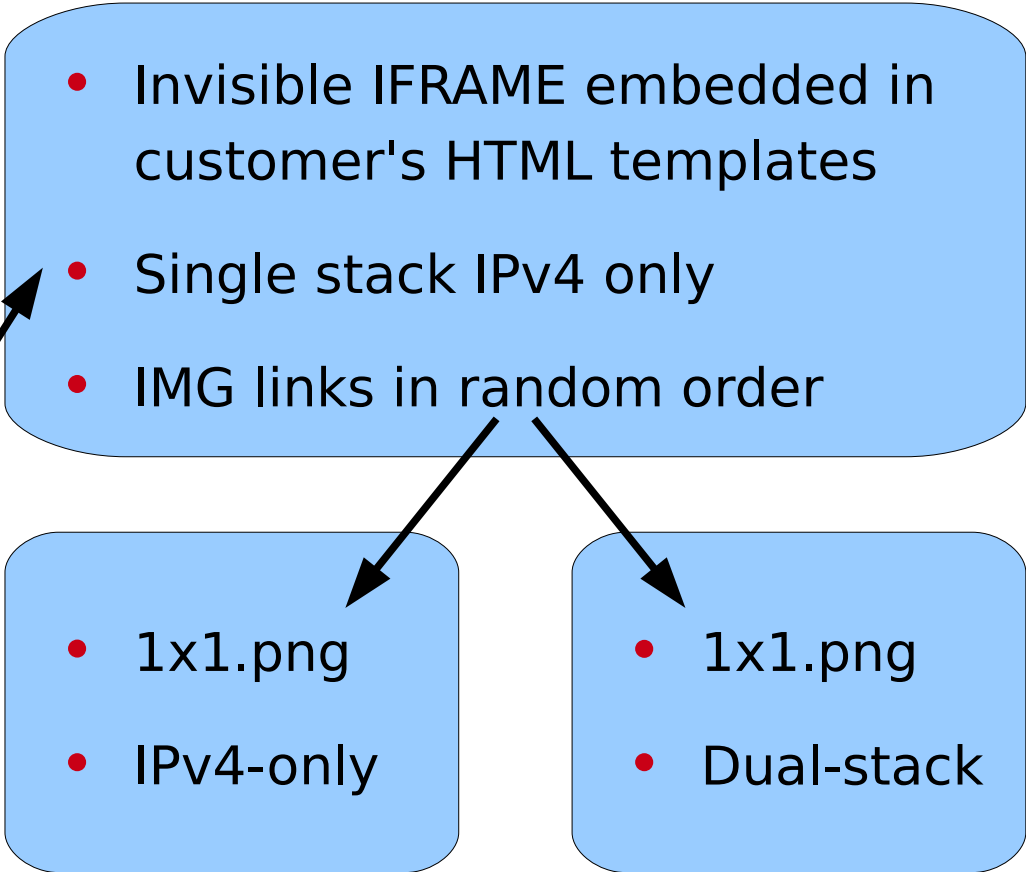 • Invisible IFRAME embedded in
customer's HTML templates
• Single stack IPv4 only
• IMG links in random order
• 1x1.png
• IPv4-only
• 1x1.png
• Dual-stack